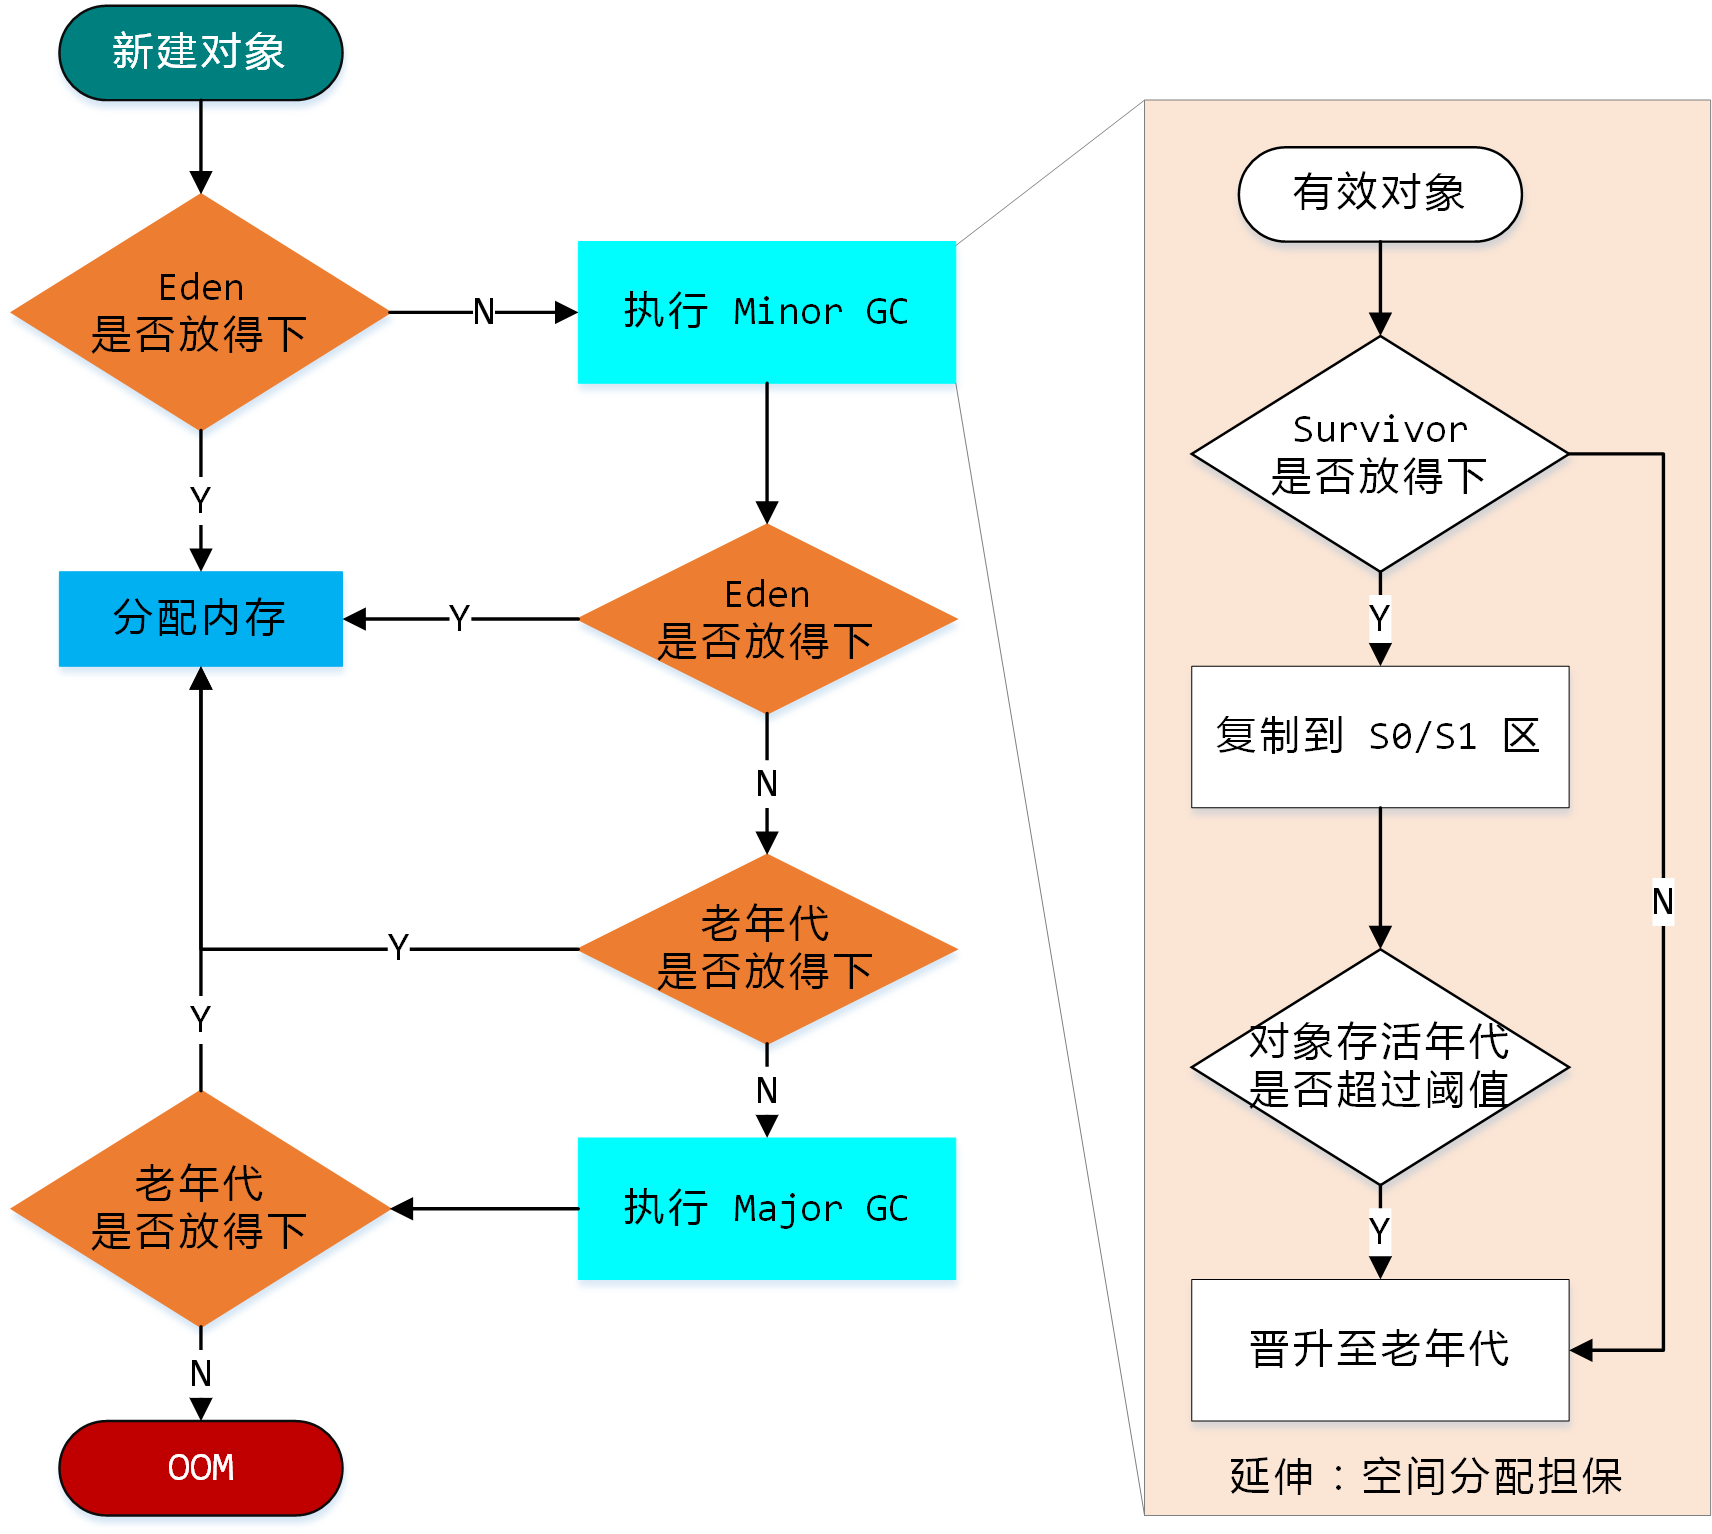 新建对象
Eden
是否放得下
N
执行 Minor GC
Y
分配内存
Y
Eden
是否放得下
N
老年代
是否放得下
Y
N
执行 Major GC
Y
老年代
是否放得下
N
OOM
有效对象
Survivor
是否放得下
Y
N
复制到 S0/S1 区
对象存活年代
是否超过阈值
Y
晋升至老年代
延伸：空间分配担保